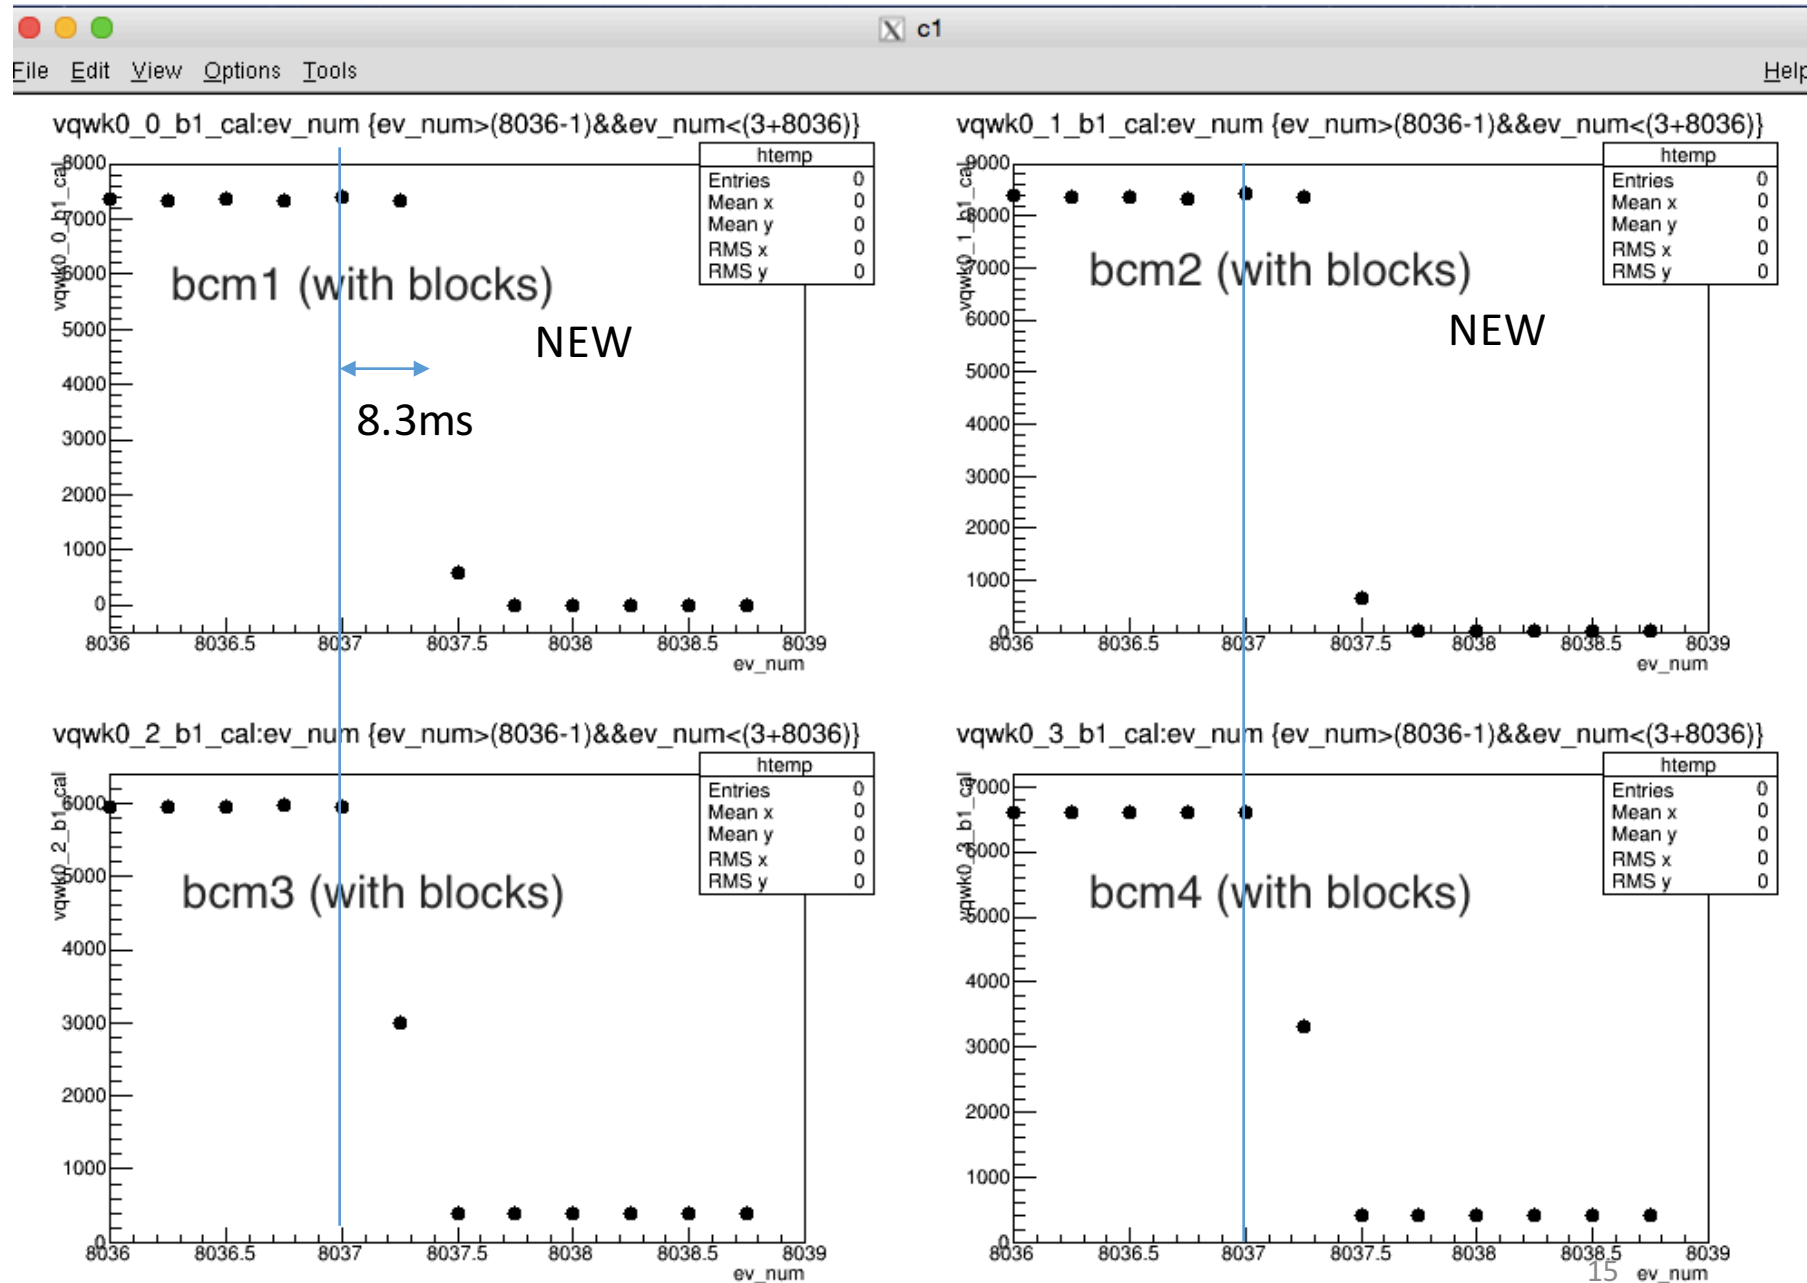 c1
File Edit View Options Tools Help
vqwk0_0_b1_cal:ev_num {ev_num>(8036-1)&&ev_num<(3+8036)}
htemp
Entries 0
Mean x 0
Mean y 0
RMS x 0
RMS y 0
vqwk0_0_b1_cal
8000
7000
6000
5000
4000
3000
2000
1000
0
bcm1 (with blocks)
NEW
8.3ms
8036 8036.5 8037 8037.5 8038 8038.5 8039
ev_num
vqwk0_1_b1_cal:ev_num {ev_num>(8036-1)&&ev_num<(3+8036)}
htemp
Entries 0
Mean x 0
Mean y 0
RMS x 0
RMS y 0
vqwk0_1_b1_cal
9000
8000
7000
6000
5000
4000
3000
2000
1000
0
bcm2 (with blocks)
NEW
8036 8036.5 8037 8037.5 8038 8038.5 8039
ev_num
vqwk0_2_b1_cal:ev_num {ev_num>(8036-1)&&ev_num<(3+8036)}
htemp
Entries 0
Mean x 0
Mean y 0
RMS x 0
RMS y 0
vqwk0_2_b1_cal
6000
5000
4000
3000
2000
1000
0
bcm3 (with blocks)
8036 8036.5 8037 8037.5 8038 8038.5 8039
ev_num
vqwk0_3_b1_cal:ev_num {ev_num>(8036-1)&&ev_num<(3+8036)}
htemp
Entries 0
Mean x 0
Mean y 0
RMS x 0
RMS y 0
vqwk0_3_b1_cal
7000
6000
5000
4000
3000
2000
1000
0
bcm4 (with blocks)
8036 8036.5 8037 8037.5 8038 8038.5 8039
ev_num
15